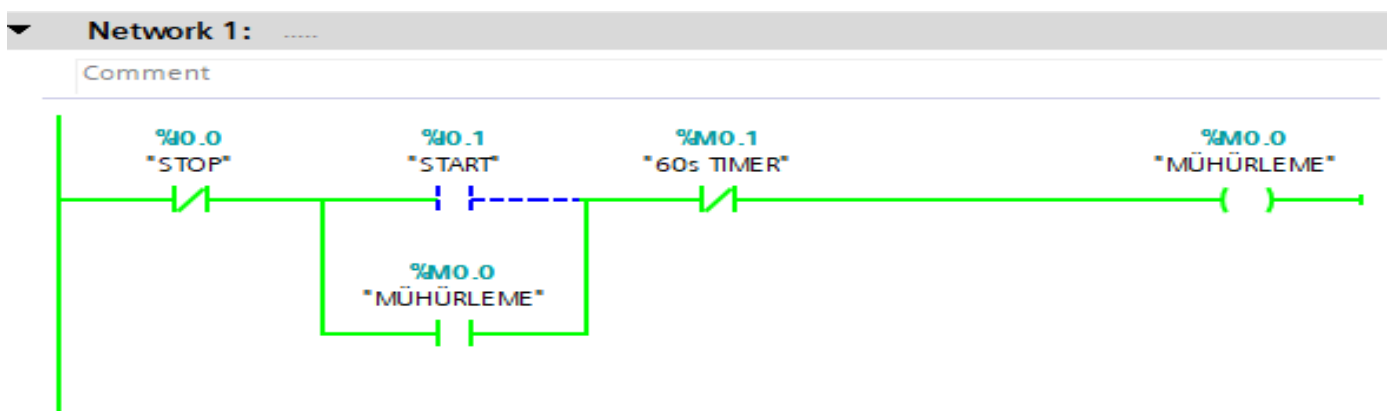 Network 1: .....
Comment
%I0.0 %I0.1 %M0.1 %M0.0
"STOP" "START" "60s TIMER" "MÜHÜRLEME"
%M0.0
"MÜHÜRLEME"